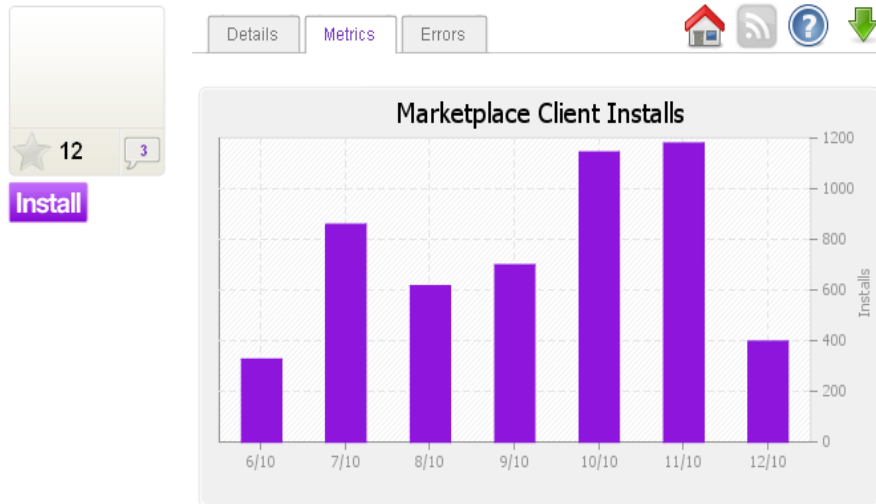 Details Metrics Errors
12 3
Install
Marketplace Client Installs
1200
1000
800
600
400
200
0
Installs
6/10 7/10 8/10 9/10 10/10 11/10 12/10